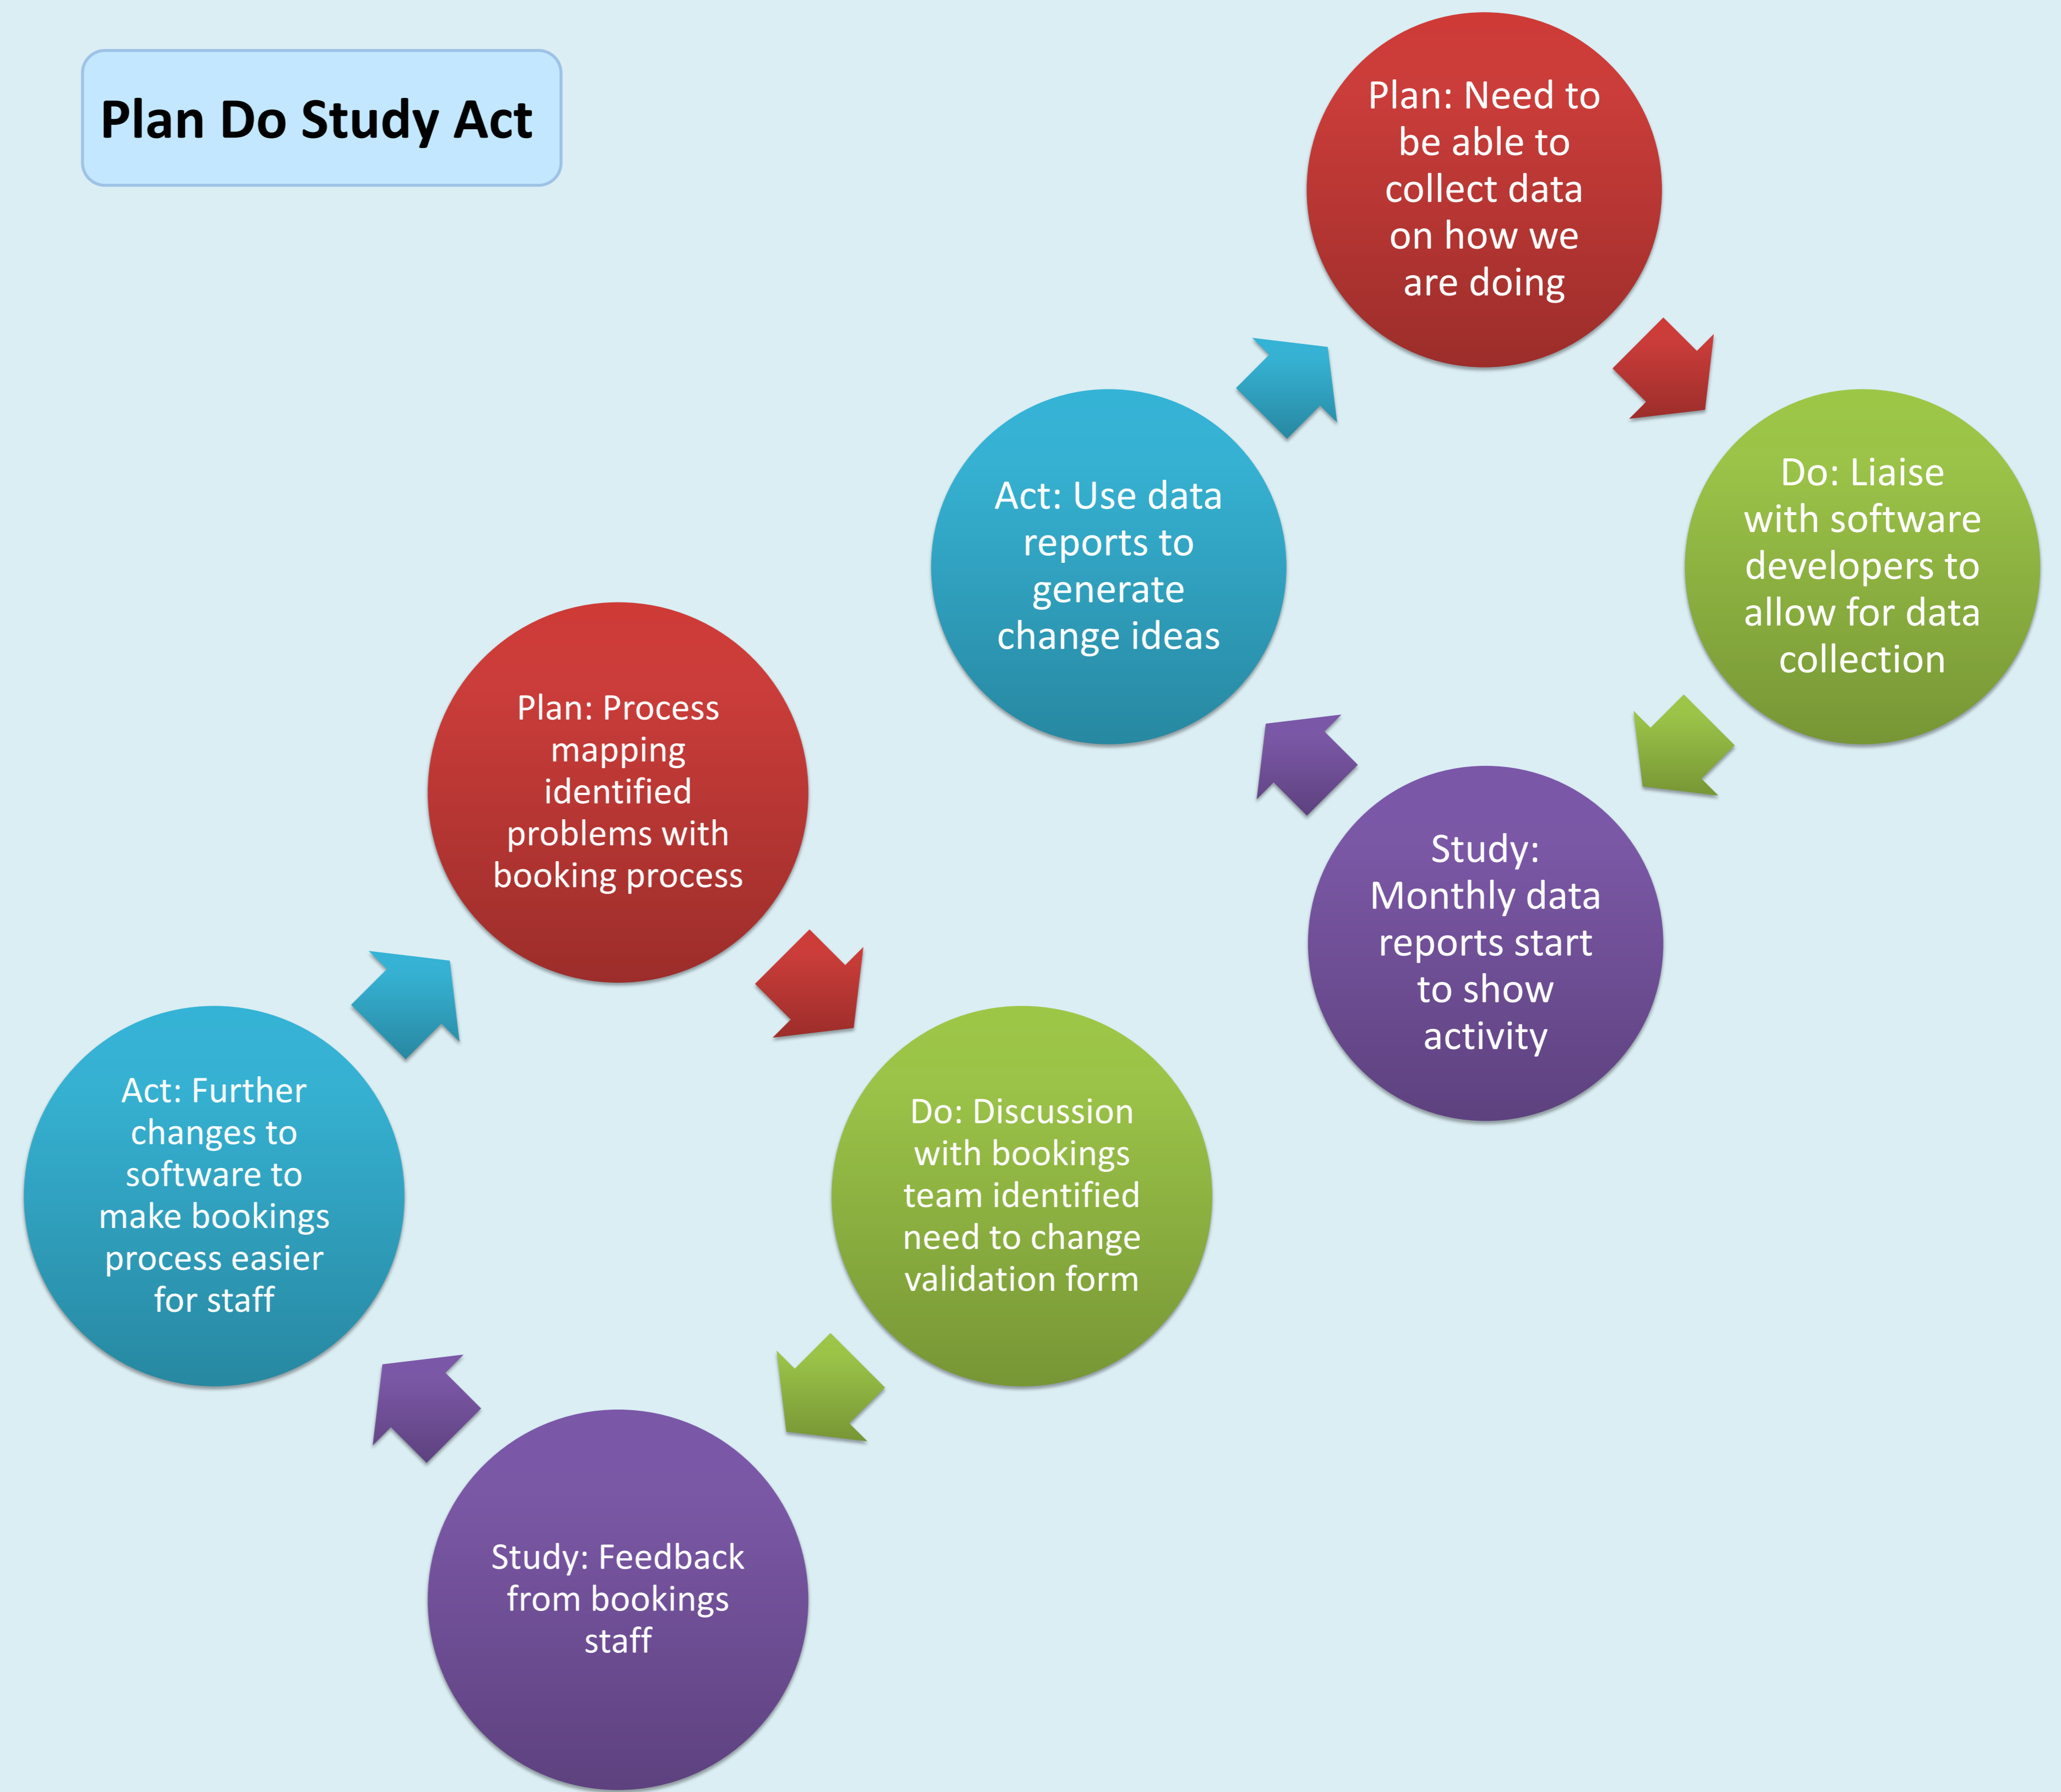 Plan Do Study Act
Plan: Need to
be able to
collect data
on how we
are doing
Do: Liaise
with software
developers to
allow for data
collection
Study:
Monthly data
reports start
to show
activity
Act: Use data
reports to
generate
change ideas
Plan: Process
mapping
identified
problems with
booking process
Do: Discussion
with bookings
team identified
need to change
validation form
Study: Feedback
from bookings
staff
Act: Further
changes to
software to
make bookings
process easier
for staff